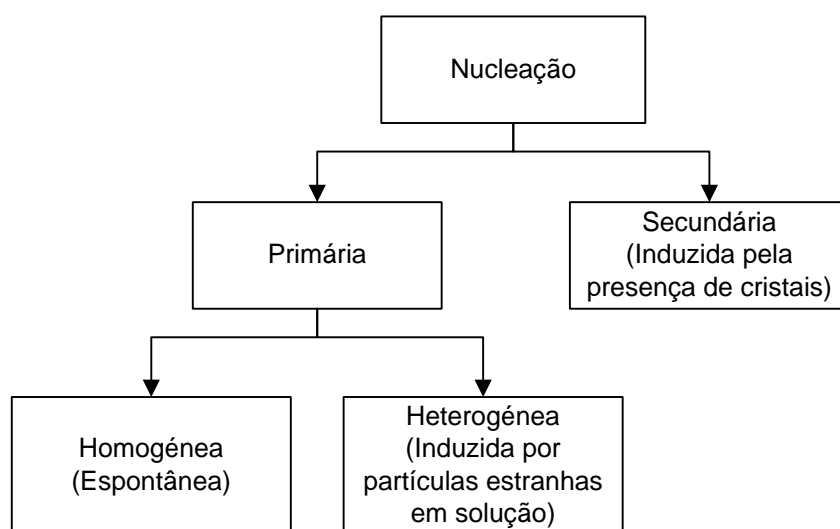 Nucleação
Primária
Secundária
(Induzida pela
presença de cristais)
Homogénea
(Espontânea)
Heterogénea
(Induzida por
partículas estranhas
em solução)